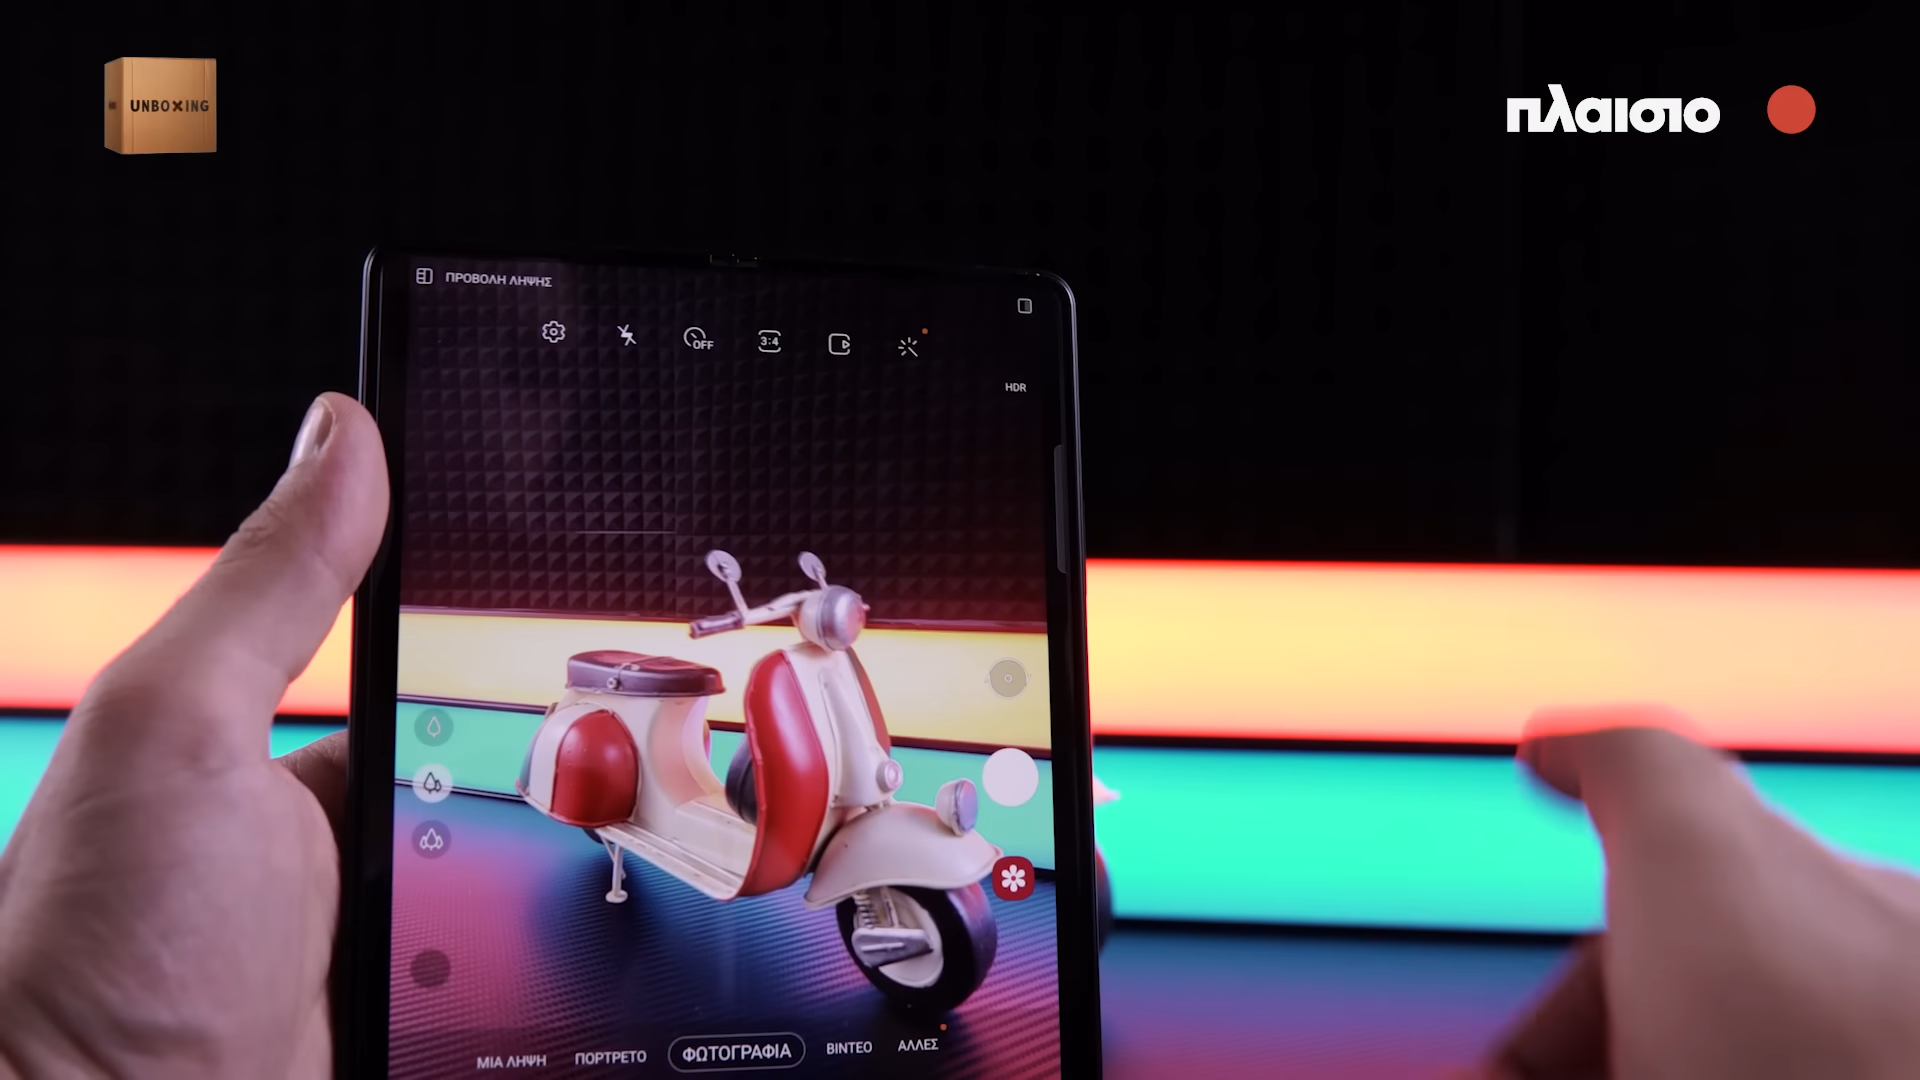 UNBOXING
πλαισιο
ΠΡΟΒΟΛΗ ΛΗΨΗΣ
OFF
3:4
HDR
ΜΙΑ ΛΗΨΗ ΠΟΡΤΡΕΤΟ ΦΩΤΟΓΡΑΦΙΑ ΒΙΝΤΕΟ ΑΛΛΕΣ